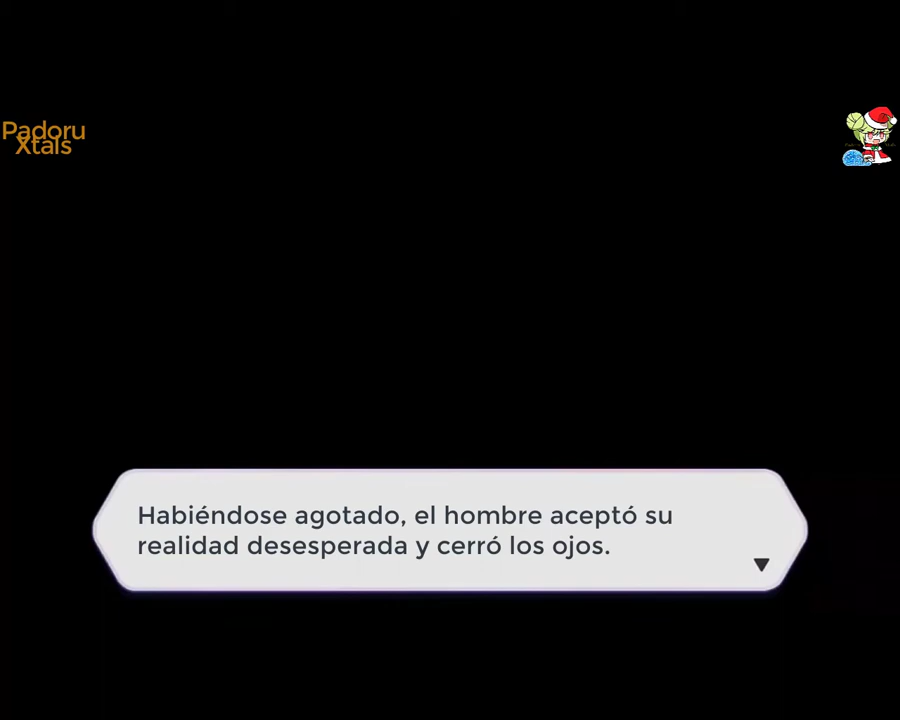 Padoru
Xtals
Habiéndose agotado, el hombre aceptó su
realidad desesperada y cerró los ojos.